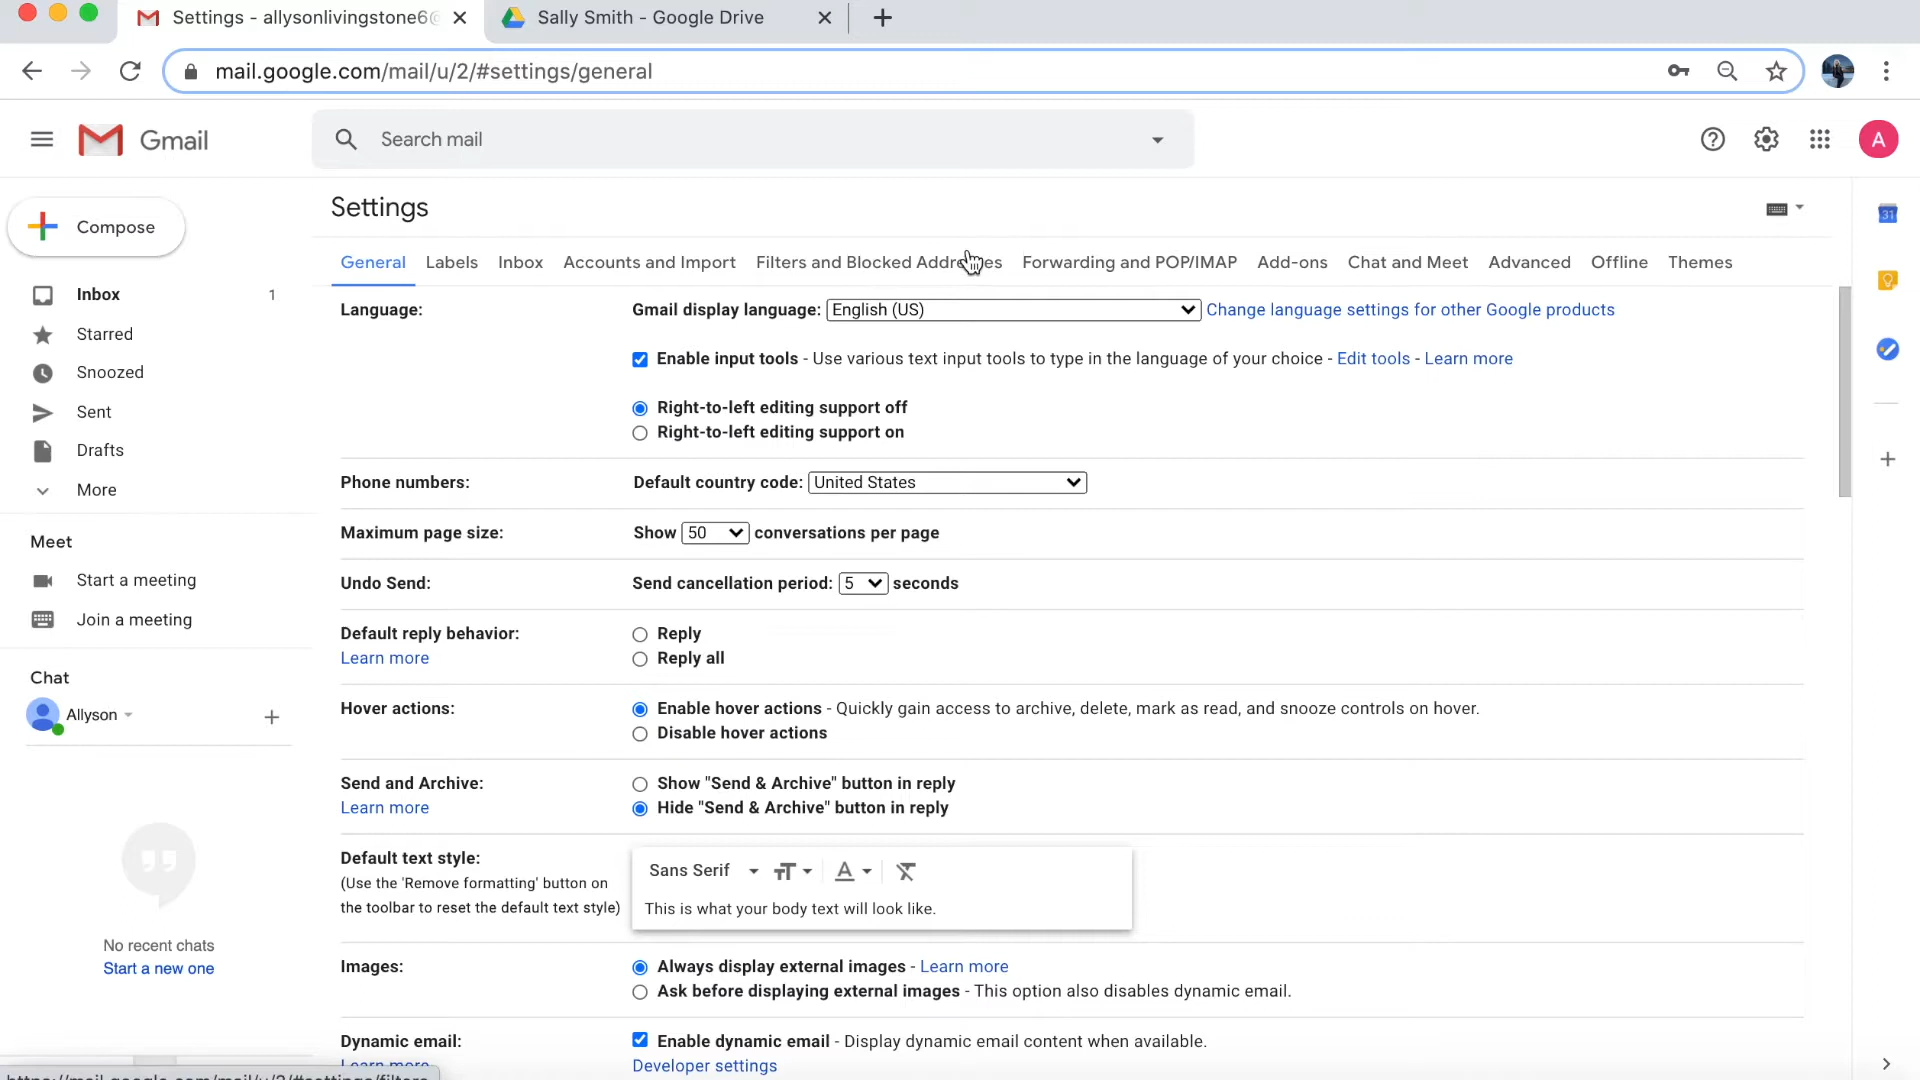 Settings - allysonlivingstone6@
Sally Smith - Google Drive
mail.google.com/mail/u/2/#settings/general
Gmail
Search mail
A
Compose
Settings
31
General Labels Inbox Accounts and Import Filters and Blocked Addresses Forwarding and POP/IMAP Add-ons Chat and Meet Advanced Offline Themes
Inbox 1
Starred
Snoozed
Sent
Drafts
More
Meet
Start a meeting
Join a meeting
Chat
Allyson
No recent chats
Start a new one
Language: Gmail display language: English (US) Change language settings for other Google products
Enable input tools - Use various text input tools to type in the language of your choice - Edit tools - Learn more
Right-to-left editing support off
Right-to-left editing support on
Phone numbers: Default country code: United States
Maximum page size: Show 50 conversations per page
Undo Send: Send cancellation period: 5 seconds
Default reply behavior: Reply
Learn more Reply all
Hover actions: Enable hover actions - Quickly gain access to archive, delete, mark as read, and snooze controls on hover.
Disable hover actions
Send and Archive: Show "Send & Archive" button in reply
Learn more Hide "Send & Archive" button in reply
Default text style: Sans Serif
(Use the 'Remove formatting' button on
the toolbar to reset the default text style) This is what your body text will look like.
Images: Always display external images - Learn more
Ask before displaying external images - This option also disables dynamic email.
Dynamic email: Enable dynamic email - Display dynamic email content when available.
Learn more Developer settings
https://mail.google.com/mail/u/2/#settings/filters